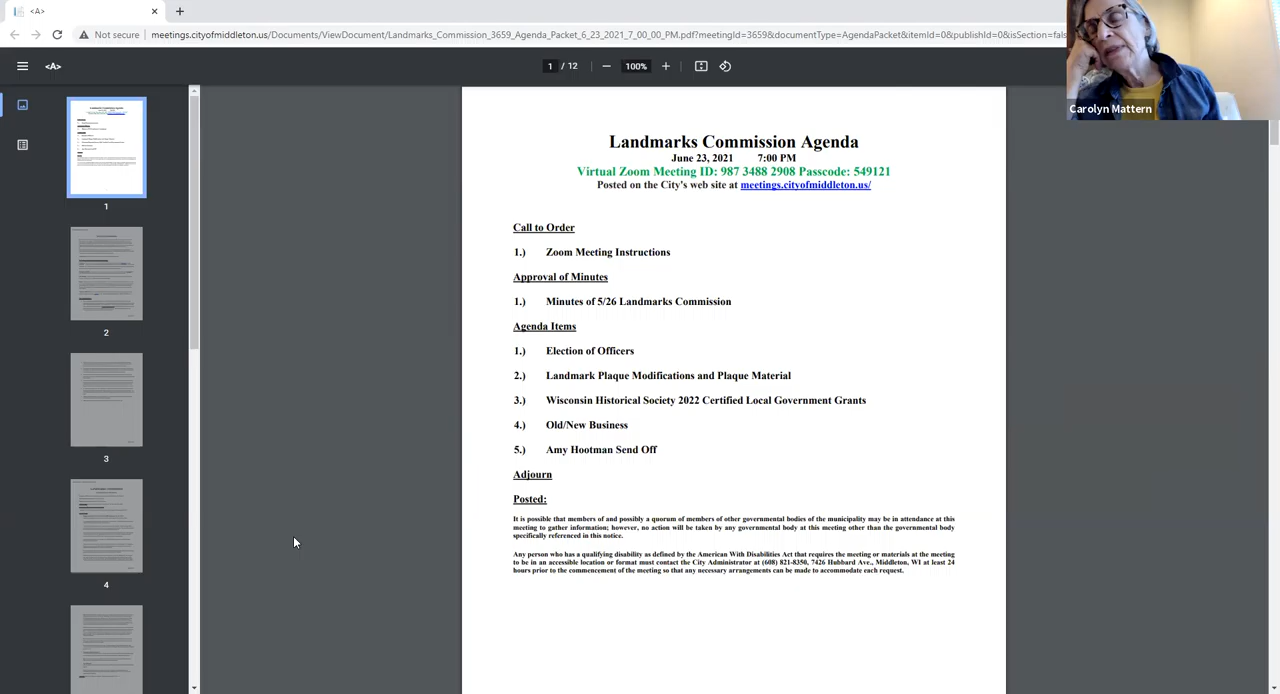 <A>
Not secure
meetings.cityofmiddleton.us/Documents/ViewDocument/Landmarks_Commission_3659_Agenda_Packet_6_23_2021_7_00_00_PM.pdf?meetingId=3659&documentType=AgendaPacket&itemId=0&publishId=0&isSection=fals
<A>
1 / 12
100%
Carolyn Mattern
1
2
3
4
Landmarks Commission Agenda
June 23, 2021 7:00 PM
Virtual Zoom Meeting ID: 987 3488 2908 Passcode: 549121
Posted on the City's web site at meetings.cityofmiddleton.us/
Call to Order
1.) Zoom Meeting Instructions
Approval of Minutes
1.) Minutes of 5/26 Landmarks Commission
Agenda Items
1.) Election of Officers
2.) Landmark Plaque Modifications and Plaque Material
3.) Wisconsin Historical Society 2022 Certified Local Government Grants
4.) Old/New Business
5.) Amy Hootman Send Off
Adjourn
Posted:
It is possible that members of and possibly a quorum of members of other governmental bodies of the municipality may be in attendance at this
meeting to gather information; however, no action will be taken by any governmental body at this meeting other than the governmental body
specifically referenced in this notice.
Any person who has a qualifying disability as defined by the American With Disabilities Act that requires the meeting or materials at the meeting
to be in an accessible location or format must contact the City Administrator at (608) 821-8350, 7426 Hubbard Ave., Middleton, WI at least 24
hours prior to the commencement of the meeting so that any necessary arrangements can be made to accommodate each request.